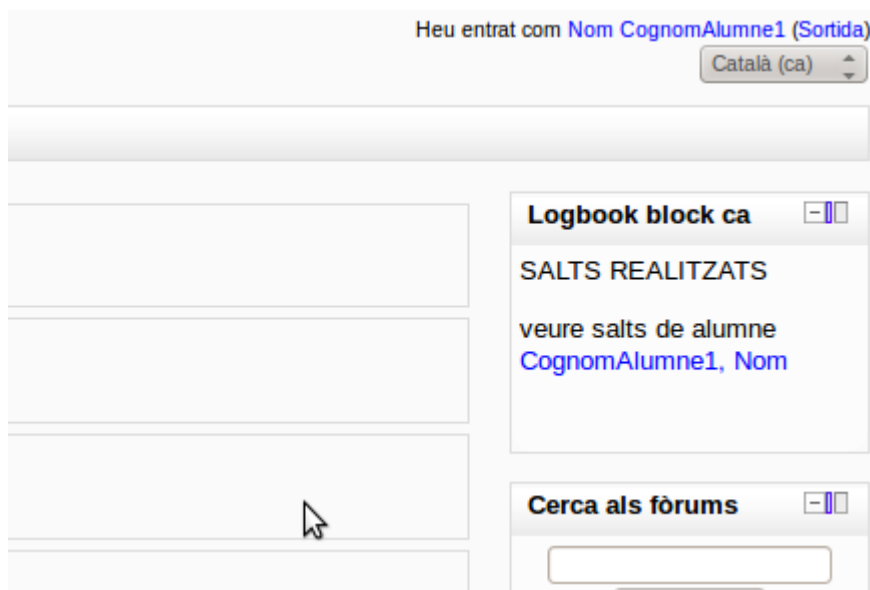 Heu entrat com Nom CognomAlumne1 (Sortida)
Català (ca)
Logbook block ca
SALTS REALITZATS
veure salts de alumne
CognomAlumne1, Nom
Cerca als fòrums